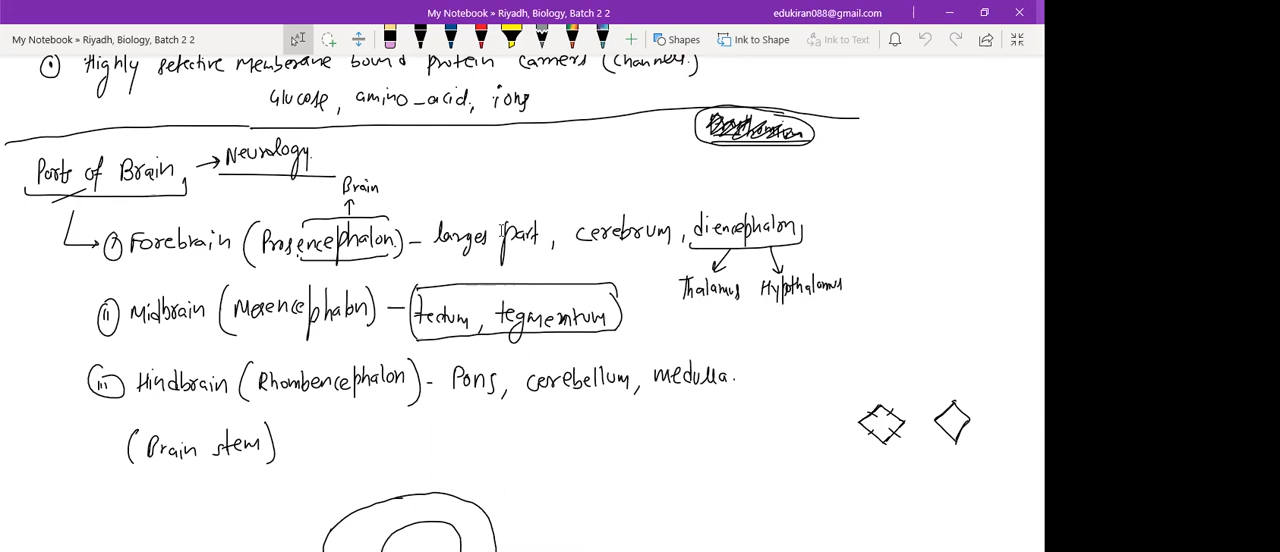 My Notebook » Riyadh, Biology, Batch 2 2
edukiran088@gmail.com
My Notebook » Riyadh, Biology, Batch 2 2
Shapes
Ink to Shape
Ink to Text
Highly selective membrane bound protein carriers (channels)
Glucose, amino-acid, ions
Parts of Brain → Neurology
Brain
(i) Forebrain (Prosencephalon) - larges part, cerebrum, diencephalon
Thalamus Hypothalamus
(ii) Midbrain (Mesencephalon) - tectum, tegmentum
(iii) Hindbrain (Rhombencephalon) - Pons, cerebellum, medulla.
(Brain stem)